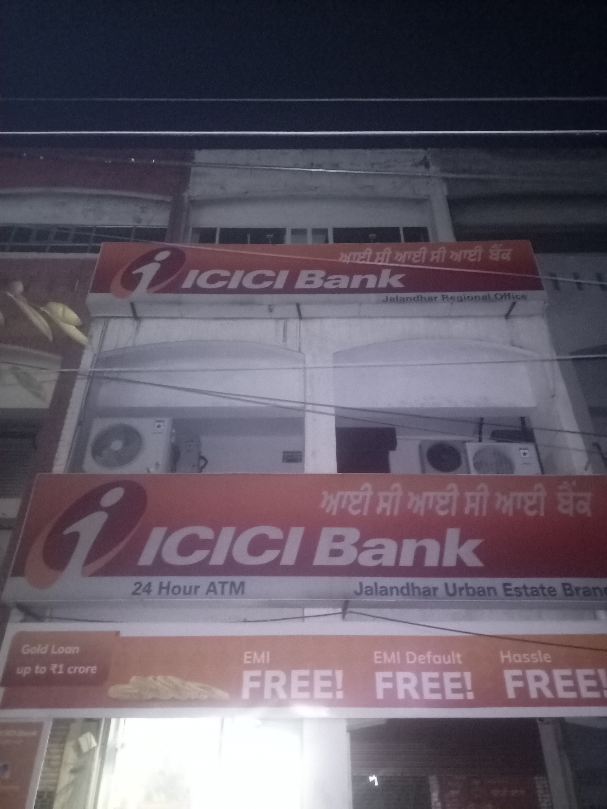 ਆਈ ਸੀ ਆਈ ਸੀ ਆਈ ਬੈਂਕ
ICICI Bank
Jalandhar Regional Office
ਆਈ ਸੀ ਆਈ ਸੀ ਆਈ ਬੈਂਕ
ICICI Bank
24 Hour ATM
Jalandhar Urban Estate Bran
Gold Loan
up to ₹1 crore
EMI
FREE!
EMI Default
FREE!
Hassle
FREE!